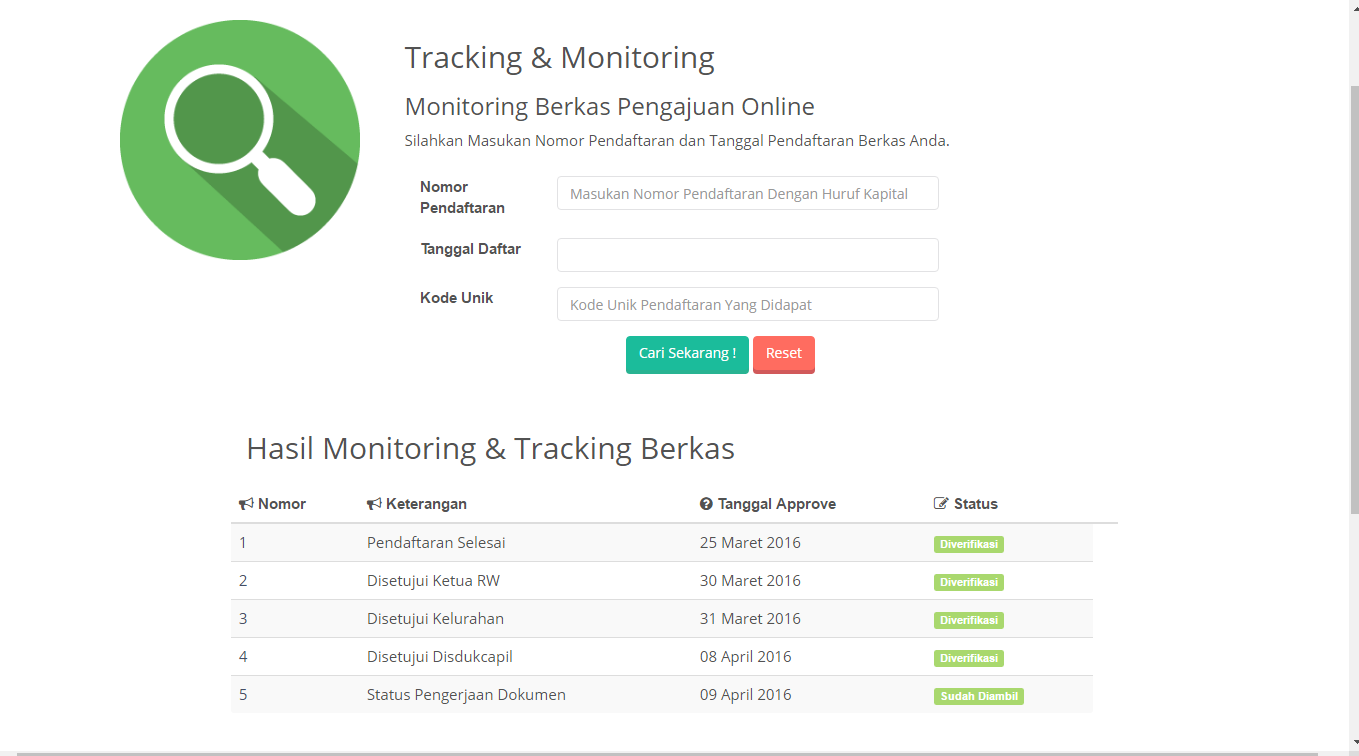 Tracking & Monitoring
Monitoring Berkas Pengajuan Online
Silahkan Masukan Nomor Pendaftaran dan Tanggal Pendaftaran Berkas Anda.
Nomor
Pendaftaran
Masukan Nomor Pendaftaran Dengan Huruf Kapital
Tanggal Daftar
Kode Unik
Kode Unik Pendaftaran Yang Didapat
Cari Sekarang ! Reset
Hasil Monitoring & Tracking Berkas
Nomor Keterangan Tanggal Approve Status
1 Pendaftaran Selesai 25 Maret 2016 Diverifikasi
2 Disetujui Ketua RW 30 Maret 2016 Diverifikasi
3 Disetujui Kelurahan 31 Maret 2016 Diverifikasi
4 Disetujui Disdukcapil 08 April 2016 Diverifikasi
5 Status Pengerjaan Dokumen 09 April 2016 Sudah Diambil